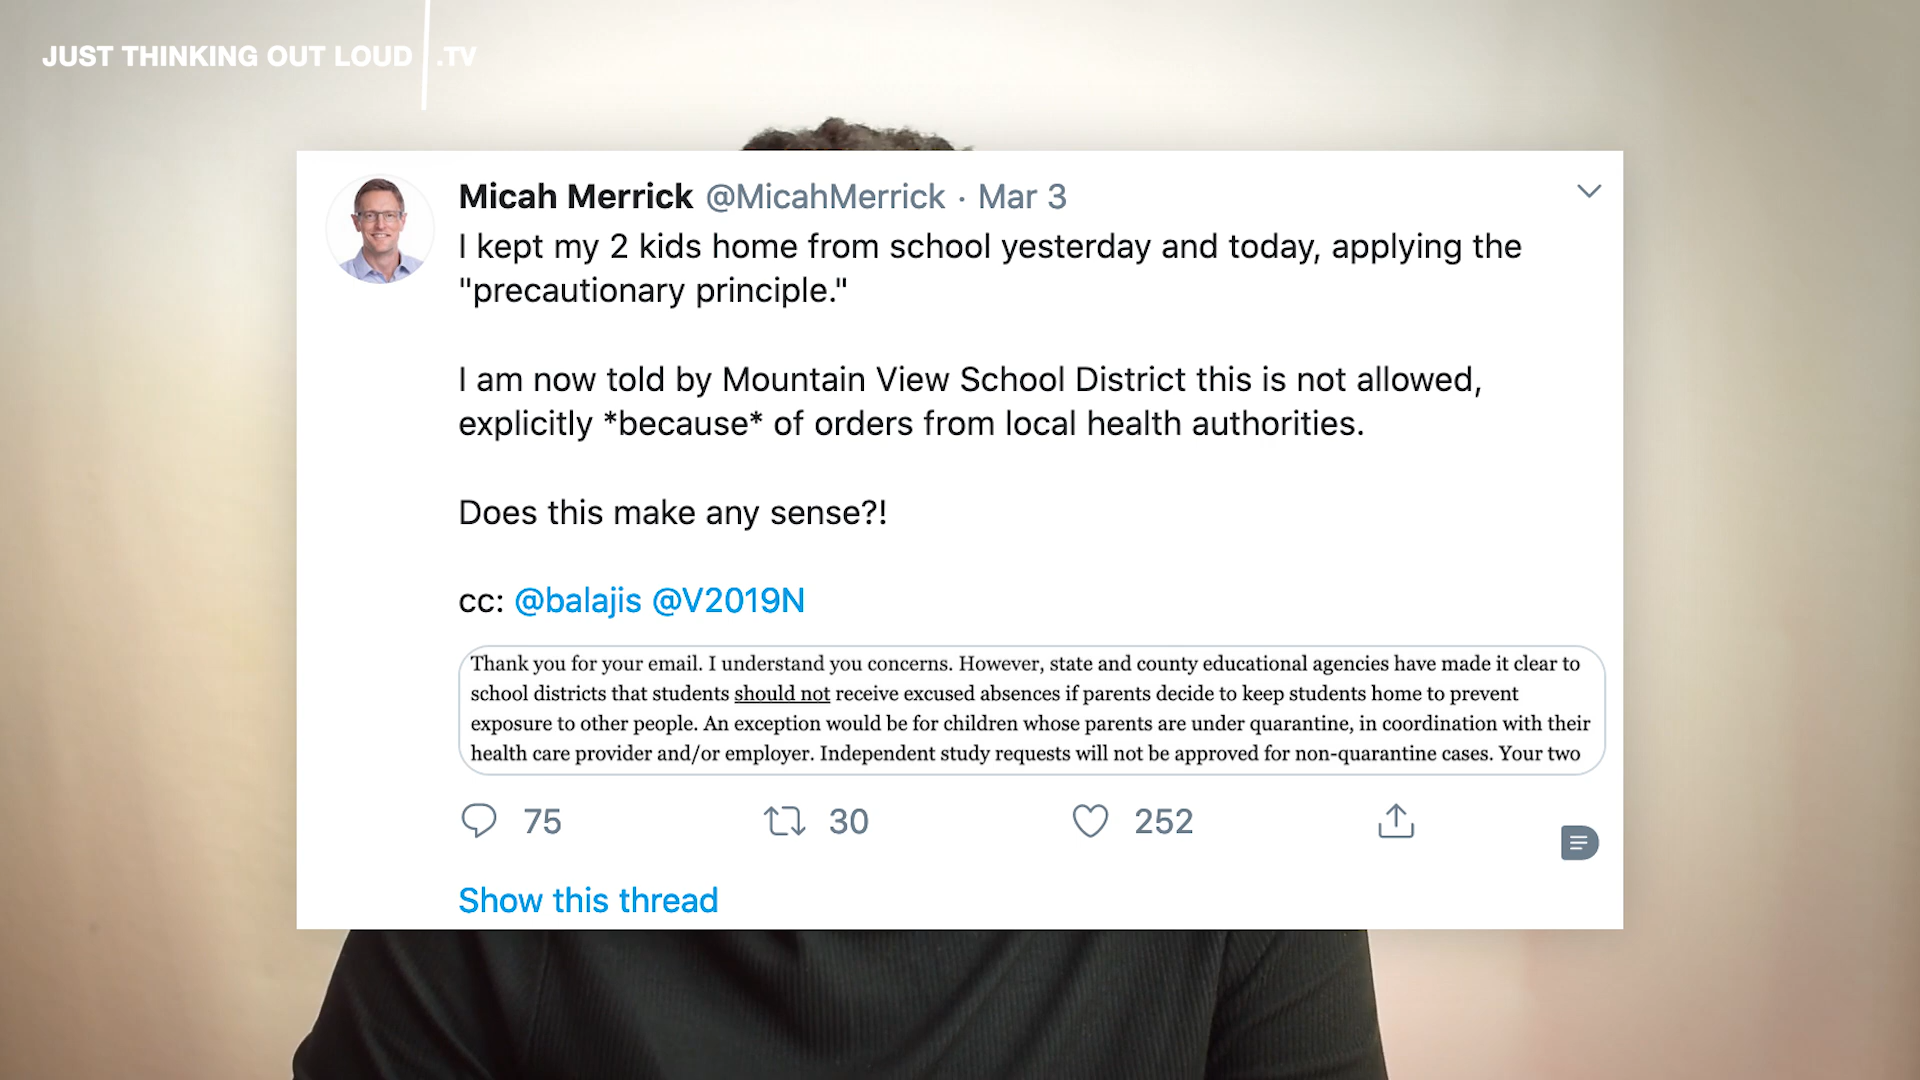 JUST THINKING OUT LOUD .TV
Micah Merrick @MicahMerrick · Mar 3
I kept my 2 kids home from school yesterday and today, applying the
"precautionary principle."
I am now told by Mountain View School District this is not allowed,
explicitly *because* of orders from local health authorities.
Does this make any sense?!
cc: @balajis @V2019N
Thank you for your email. I understand you concerns. However, state and county educational agencies have made it clear to
school districts that students should not receive excused absences if parents decide to keep students home to prevent
exposure to other people. An exception would be for children whose parents are under quarantine, in coordination with their
health care provider and/or employer. Independent study requests will not be approved for non-quarantine cases. Your two
75 30 252
Show this thread